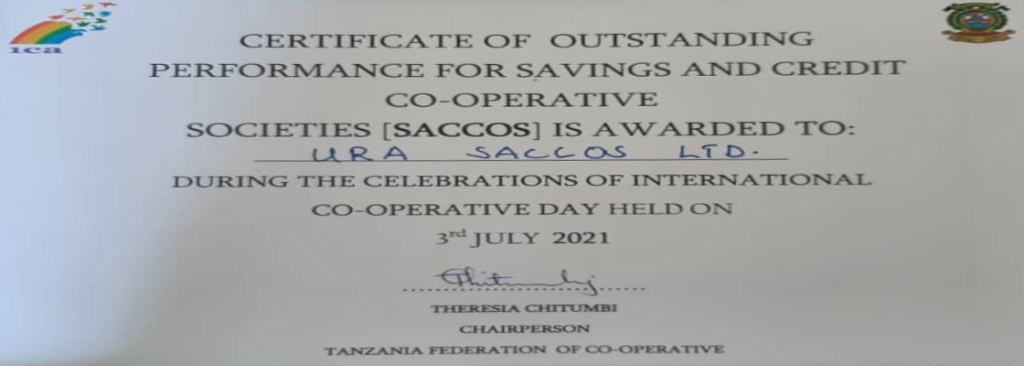 ica
CERTIFICATE OF OUTSTANDING
PERFORMANCE FOR SAVINGS AND CREDIT
CO-OPERATIVE
SOCIETIES [SACCOS] IS AWARDED TO:
URA SACCOS LTD.
DURING THE CELEBRATIONS OF INTERNATIONAL
CO-OPERATIVE DAY HELD ON
3rd JULY 2021
Chitumbi
THERESIA CHITUMBI
CHAIRPERSON
TANZANIA FEDERATION OF CO-OPERATIVE